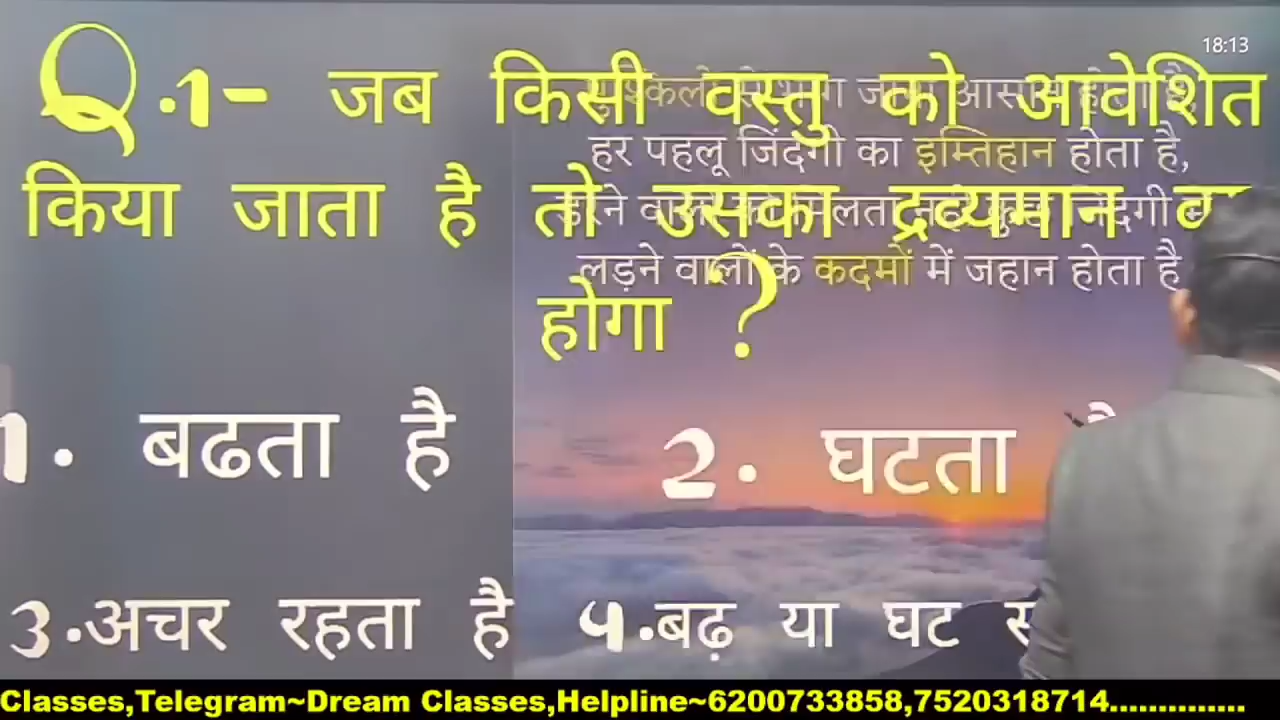 18:13
Q.1- जब किसी वस्तु को आवेशित
किया जाता है तो उसका द्रव्यमान
होगा ?
हर पहलू जिंदगी का इम्तिहान होता है,
लड़ने वालों के कदमों में जहान होता है
1. बढता है
2. घटता है
3.अचर रहता है
4.बढ़ या घट
Classes,Telegram~Dream Classes,Helpline~6200733858,7520318714..............